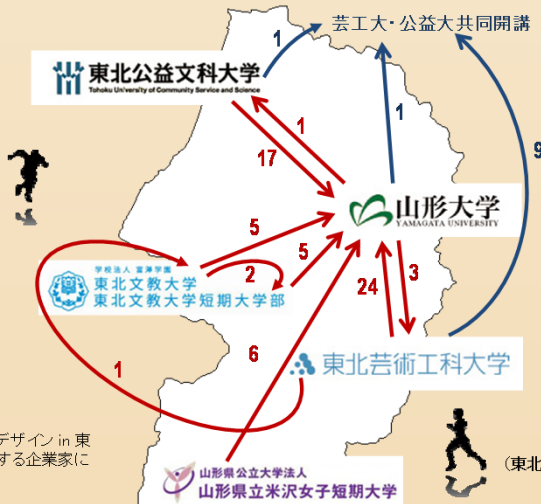 芸工大・公益大共同開講
1
東北公益文科大学
Tohoku University of Community Service and Science
1
1
17
9
山形大学
YAMAGATA UNIVERSITY
5
5
学校法人 富澤学園
東北文教大学
東北文教大学短期大学部
2
3
24
6
1
東北芸術工科大学
デザイン in 東
する企業家に
(東北
山形県公立大学法人
山形県立米沢女子短期大学